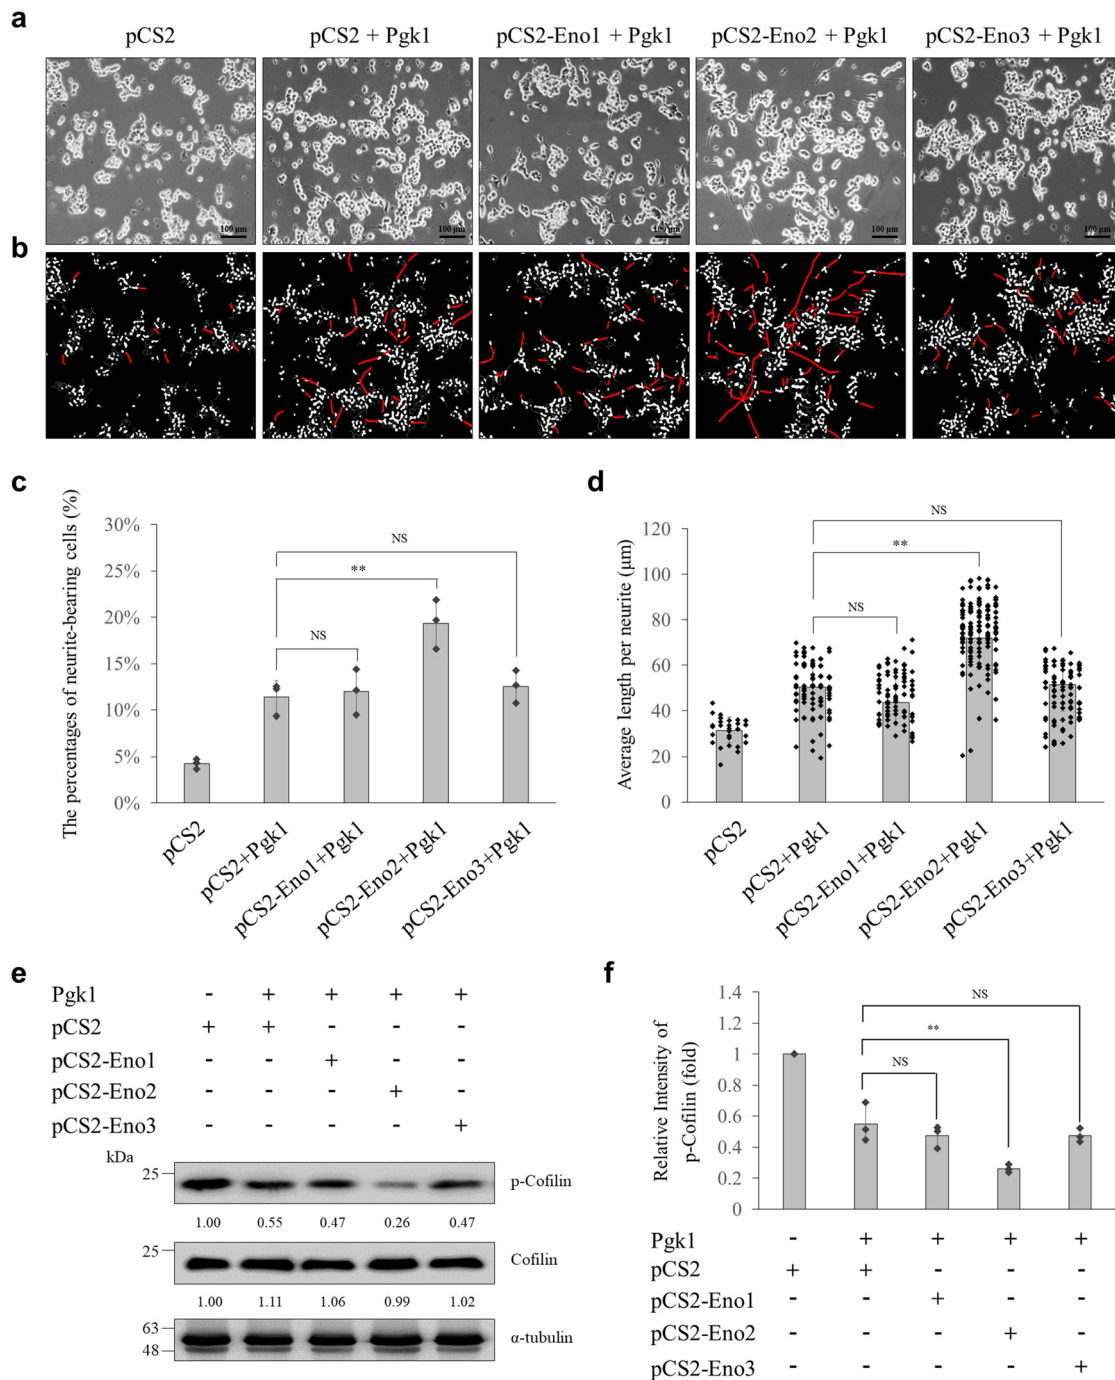 a
pCS2
pCS2 + Pgk1
pCS2-Eno1 + Pgk1
pCS2-Eno2 + Pgk1
pCS2-Eno3 + Pgk1
100 µm
100 µm
100 µm
100 µm
100 µm
b
c
The percentages of neurite-bearing cells (%)
30%
25%
20%
15%
10%
5%
0%
NS
**
NS
pCS2
pCS2+Pgk1
pCS2-Eno1+Pgk1
pCS2-Eno2+Pgk1
pCS2-Eno3+Pgk1
d
Average length per neurite (µm)
120
100
80
60
40
20
0
NS
**
NS
pCS2
pCS2+Pgk1
pCS2-Eno1+Pgk1
pCS2-Eno2+Pgk1
pCS2-Eno3+Pgk1
e
Pgk1 - + + + +
pCS2 + + - - -
pCS2-Eno1 - - + - -
pCS2-Eno2 - - - + -
pCS2-Eno3 - - - - +
kDa
25
p-Cofilin
1.00 0.55 0.47 0.26 0.47
25
Cofilin
1.00 1.11 1.06 0.99 1.02
63
48
α-tubulin
f
Relative Intensity of
p-Cofilin (fold)
1.4
1.2
1
0.8
0.6
0.4
0.2
0
NS
**
NS
Pgk1 - + + + +
pCS2 + + - - -
pCS2-Eno1 - - + - -
pCS2-Eno2 - - - + -
pCS2-Eno3 - - - - +